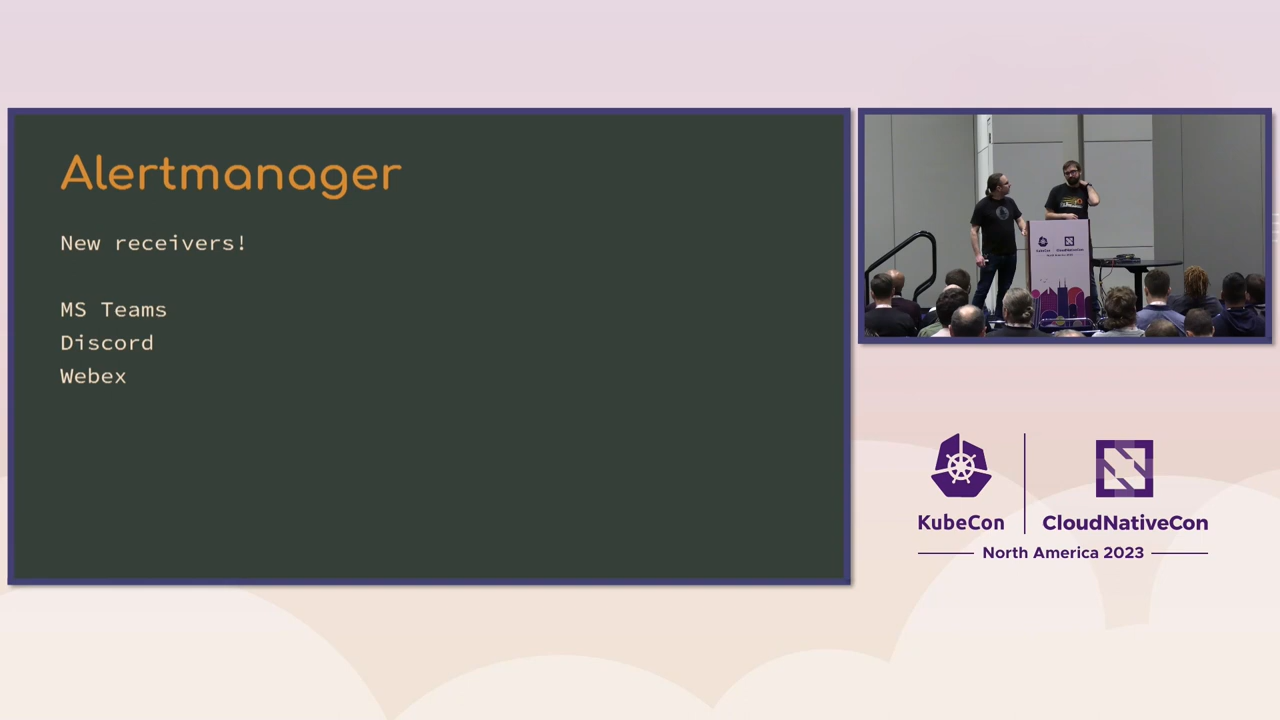 Alertmanager
New receivers!
MS Teams
Discord
Webex
KubeCon
CloudNativeCon
North America 2023